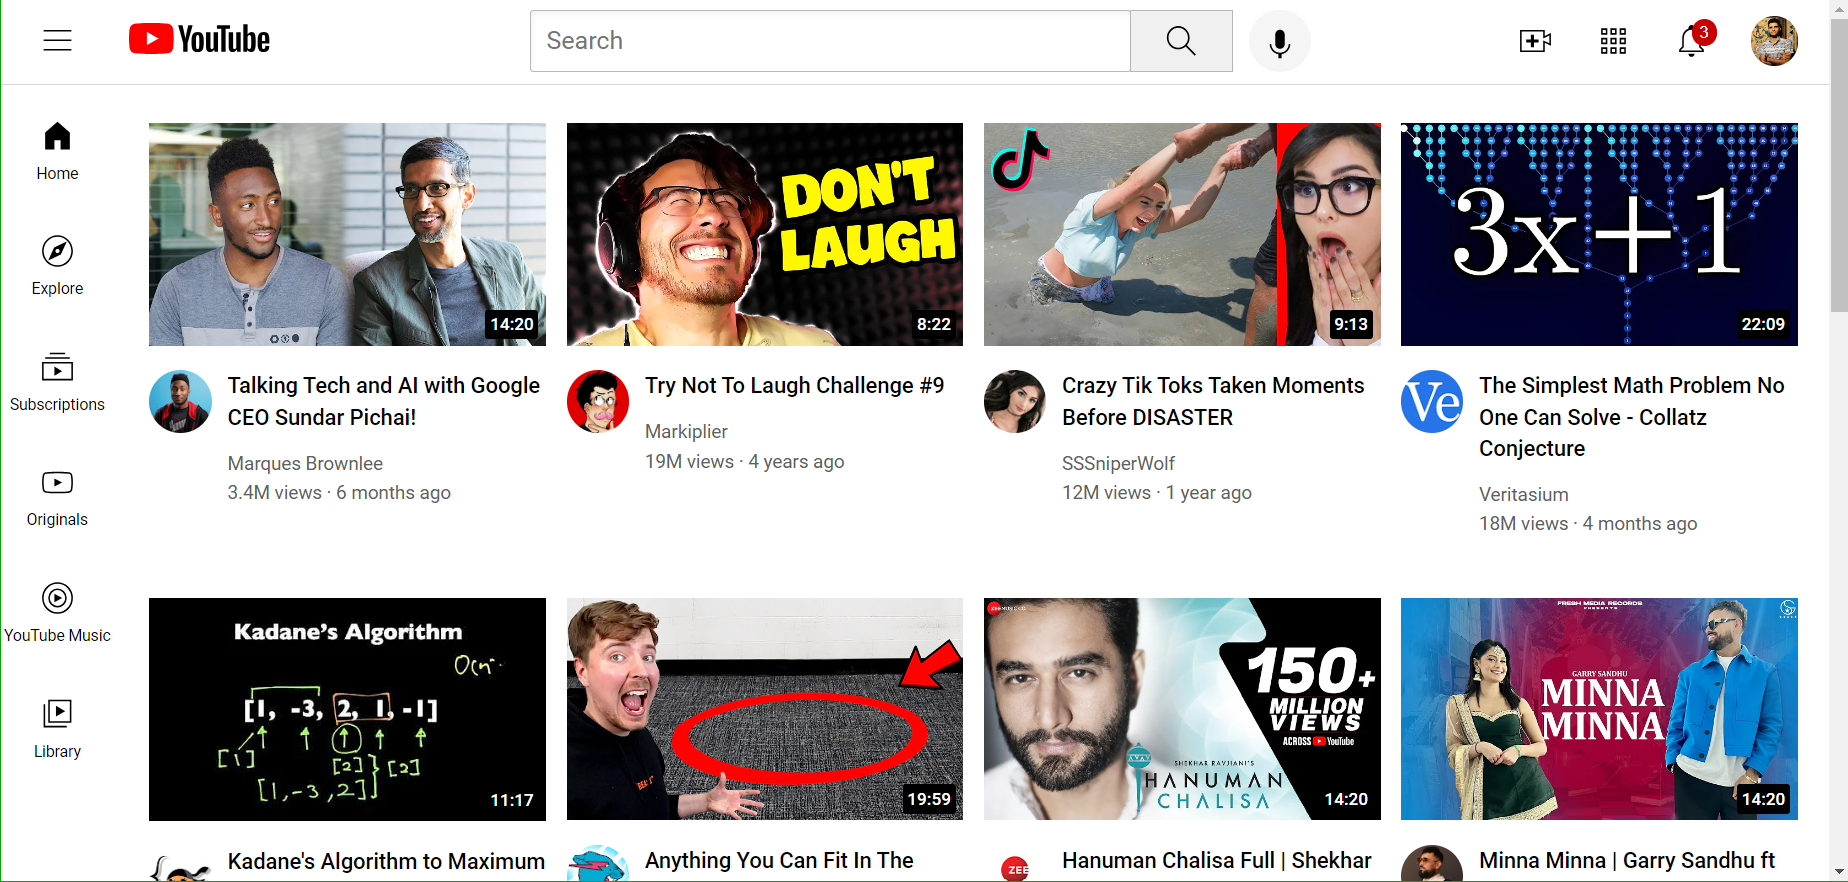 YouTube
Search
3
Home
Explore
Subscriptions
Originals
YouTube Music
Library
14:20
DON'T
LAUGH
8:22
9:13
3x+1
22:09
Talking Tech and AI with Google
CEO Sundar Pichai!
Marques Brownlee
3.4M views · 6 months ago
Try Not To Laugh Challenge #9
Markiplier
19M views · 4 years ago
Crazy Tik Toks Taken Moments
Before DISASTER
SSSniperWolf
12M views · 1 year ago
Ve
The Simplest Math Problem No
One Can Solve - Collatz
Conjecture
Veritasium
18M views · 4 months ago
Kadane's Algorithm
[1, -3, 2, 1, -1]
[1]
[2]
[2]
[1,-3,2]
11:17
19:59
ZEE MUSIC CO.
150+
MILLION
VIEWS
ACROSS YouTube
SHEKHAR RAVJIANI'S
HANUMAN
CHALISA
14:20
FRESH MEDIA RECORDS
PRESENTS
GARRY SANDHU
MINNA
MINNA
14:20
Kadane's Algorithm to Maximum
Anything You Can Fit In The
ZEE
Hanuman Chalisa Full | Shekhar
Minna Minna | Garry Sandhu ft